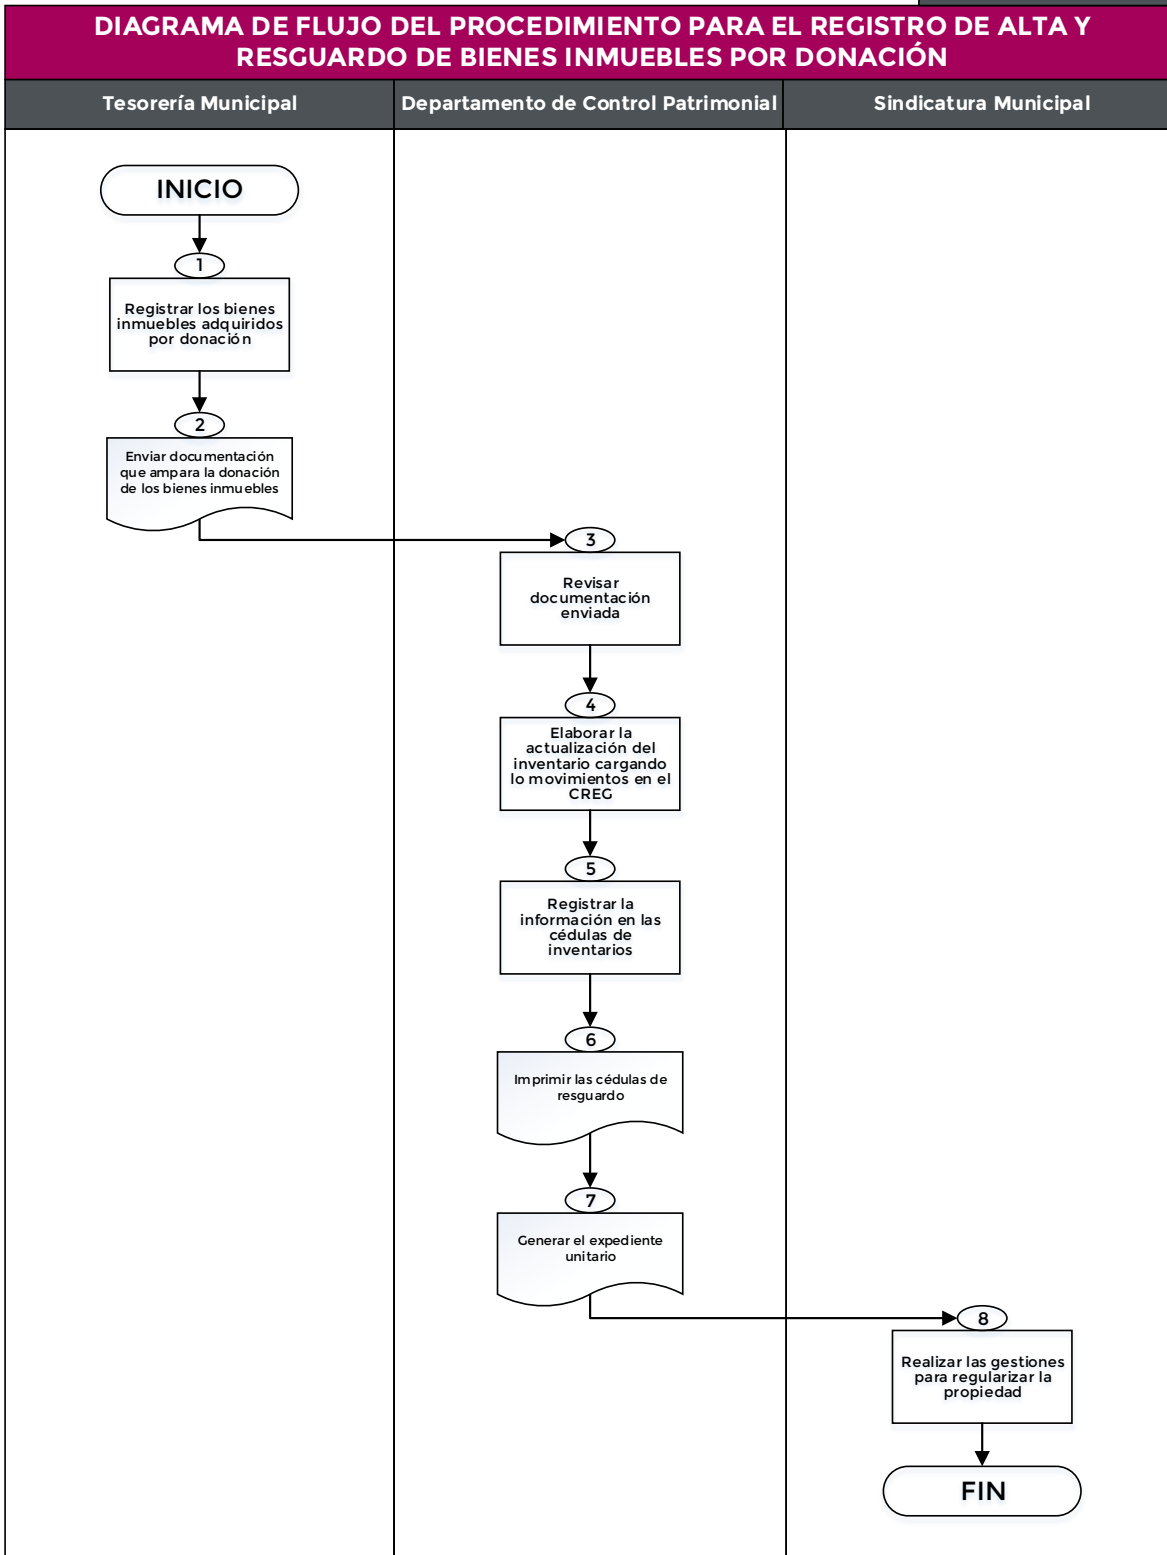 DIAGRAMA DE FLUJO DEL PROCEDIMIENTO PARA EL REGISTRO DE ALTA Y
RESGUARDO DE BIENES INMUEBLES POR DONACIÓN
Tesorería Municipal
Departamento de Control Patrimonial
Sindicatura Municipal
INICIO
1
Registrar los bienes
inmuebles adquiridos
por donación
2
Enviar documentación
que ampara la donación
de los bienes inmuebles
3
Revisar
documentación
enviada
4
Elaborar la
actualización del
inventario cargando
lo movimientos en el
CREG
5
Registrar la
información en las
cédulas de
inventarios
6
Imprimir las cédulas de
resguardo
7
Generar el expediente
unitario
8
Realizar las gestiones
para regularizar la
propiedad
FIN